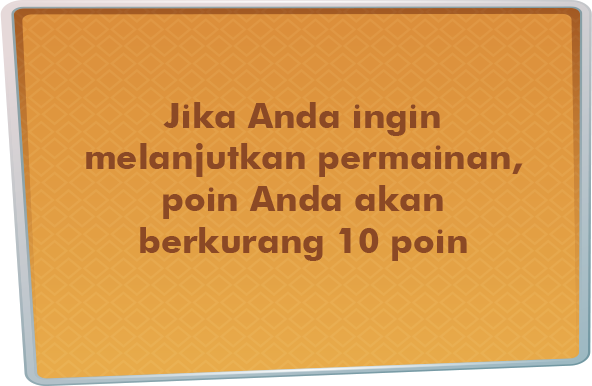 Jika Anda ingin
melanjutkan permainan,
poin Anda akan
berkurang 10 poin